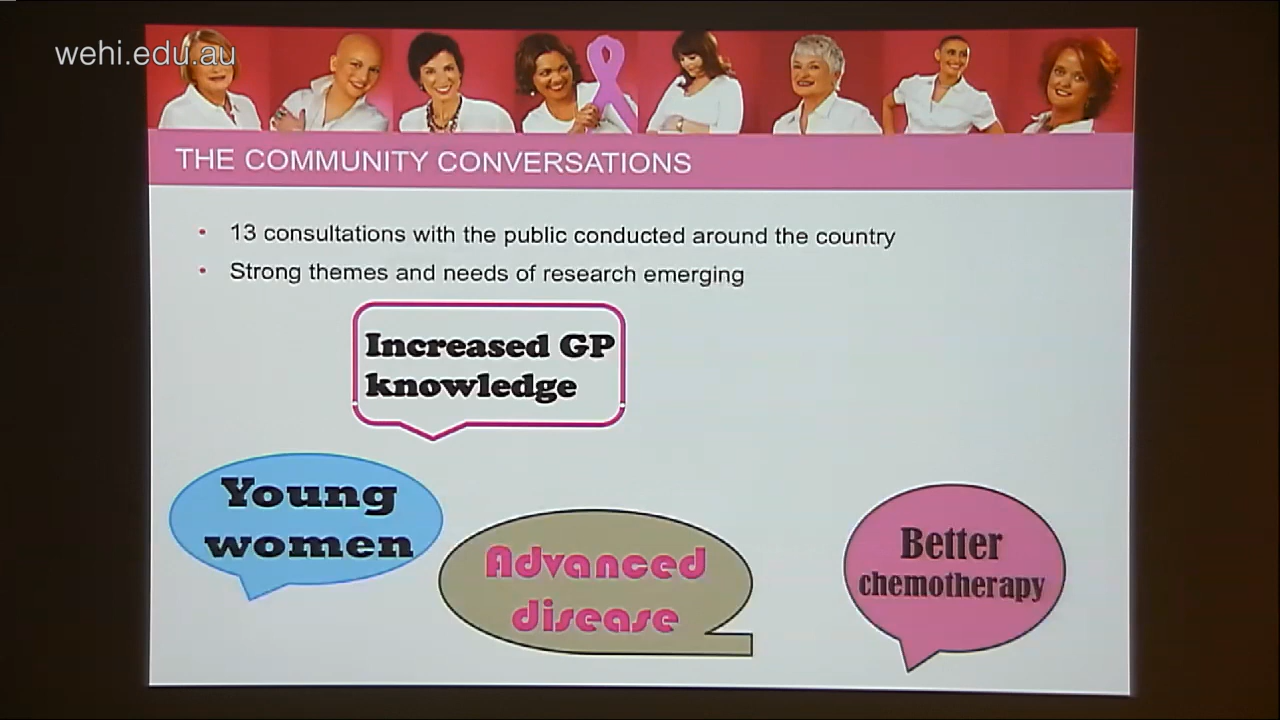 wehi.edu.au
THE COMMUNITY CONVERSATIONS
• 13 consultations with the public conducted around the country
• Strong themes and needs of research emerging
Increased GP
knowledge
Young
women
Advanced
disease
Better
chemotherapy